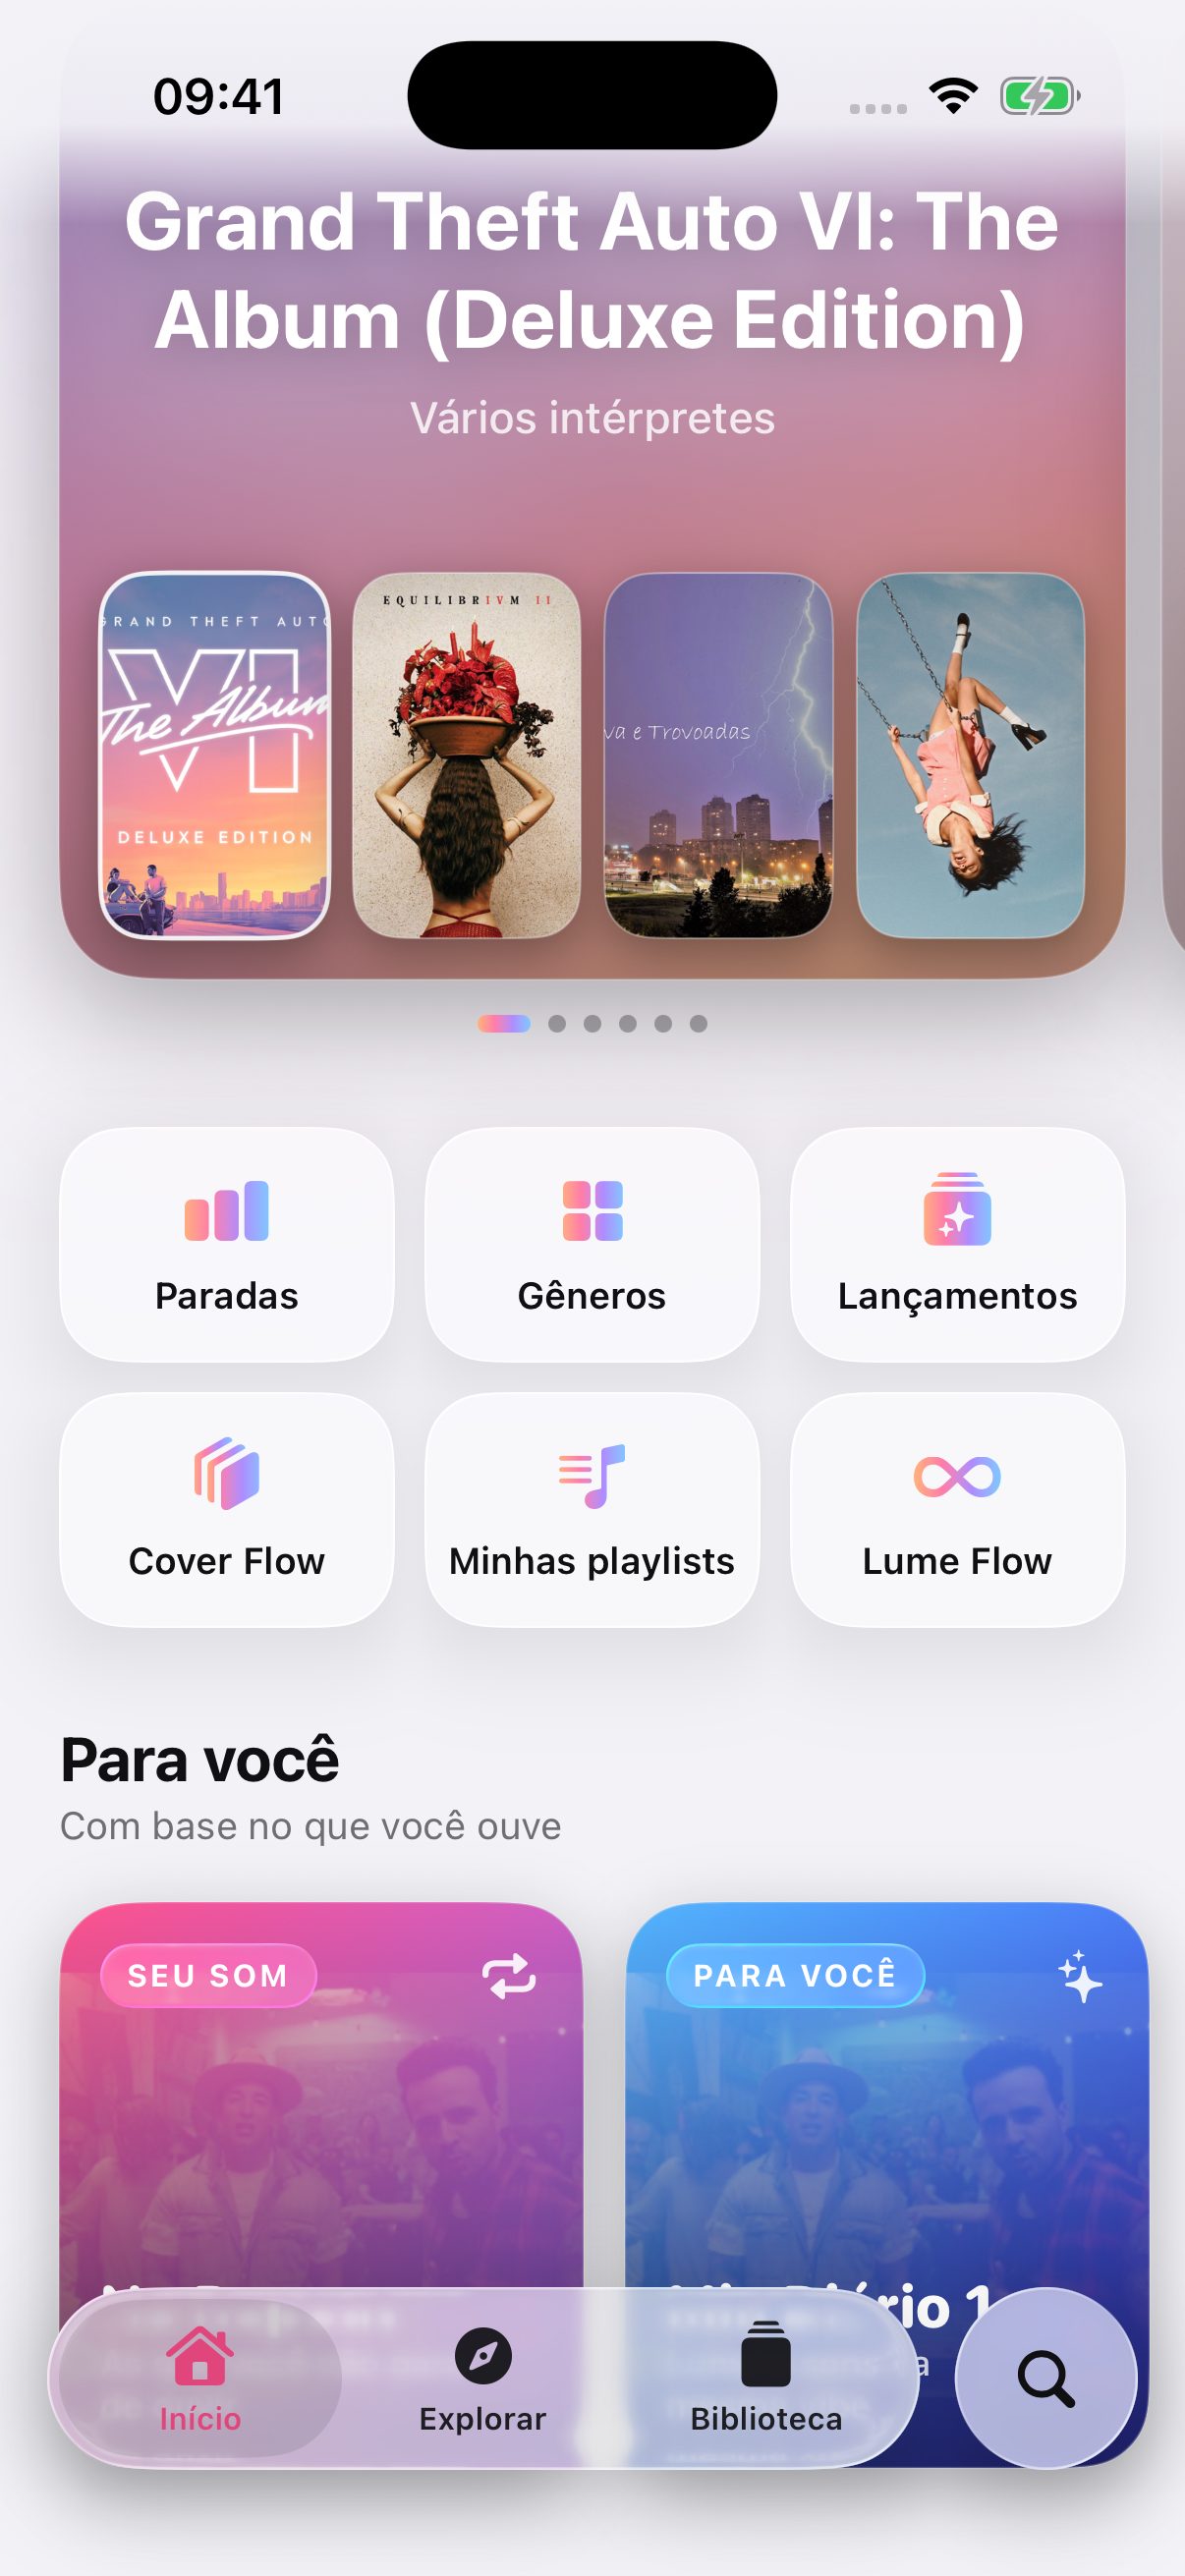 09:41
Grand Theft Auto VI: The
Album (Deluxe Edition)
Vários intérpretes
GRAND THEFT AUTO
VI
The Album
DELUXE EDITION
EQUILIBRIVM II
va e Trovoadas
Paradas
Gêneros
Lançamentos
Cover Flow
Minhas playlists
Lume Flow
Para você
Com base no que você ouve
SEU SOM
PARA VOCÊ
1
Início
Explorar
Biblioteca